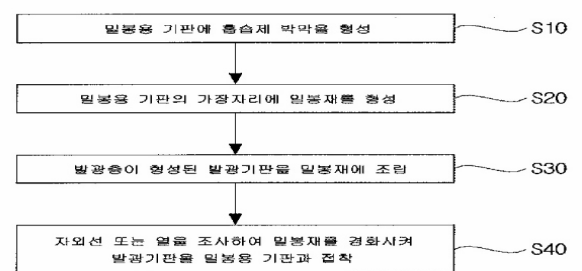 밀봉용 기판에 흡습제 박막을 형성
S10
밀봉용 기판의 가장자리에 밀봉재를 형성
S20
발광층이 형성된 발광기판을 밀봉재에 조립
S30
자외선 또는 열을 조사하여 밀봉재를 경화시켜
발광기판을 밀봉용 기판과 접착
S40